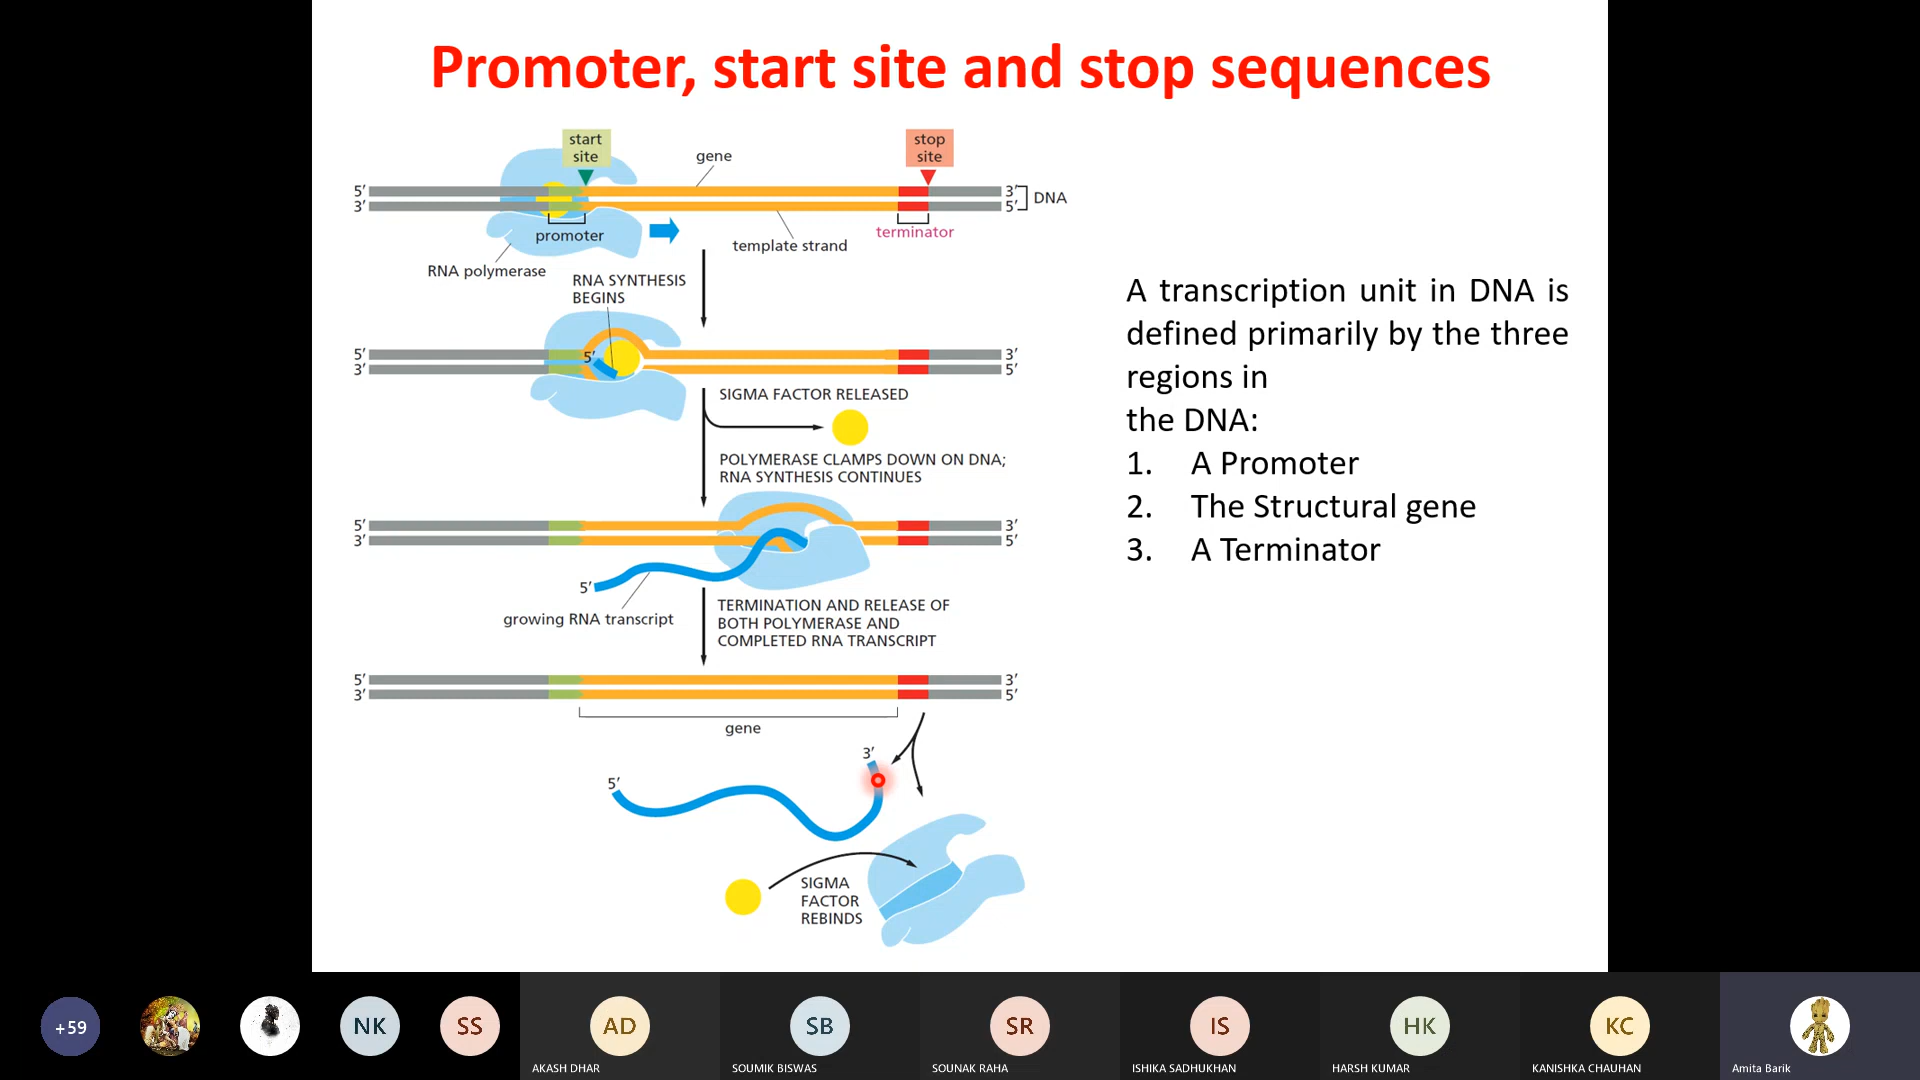 Promoter, start site and stop sequences
start
site
gene
stop
site
5′
3′
3′
5′
DNA
promoter
template strand
terminator
RNA polymerase
RNA SYNTHESIS
BEGINS
5′
3′
5′
3′
5′
SIGMA FACTOR RELEASED
POLYMERASE CLAMPS DOWN ON DNA;
RNA SYNTHESIS CONTINUES
5′
3′
3′
5′
5′
growing RNA transcript
TERMINATION AND RELEASE OF
BOTH POLYMERASE AND
COMPLETED RNA TRANSCRIPT
5′
3′
3′
5′
gene
3′
5′
SIGMA
FACTOR
REBINDS
A transcription unit in DNA is
defined primarily by the three
regions in
the DNA:
1. A Promoter
2. The Structural gene
3. A Terminator
+59
NK
SS
AD
SB
SR
IS
HK
KC
AKASH DHAR
SOUMIK BISWAS
SOUNAK RAHA
ISHIKA SADHUKHAN
HARSH KUMAR
KANISHKA CHAUHAN
Amita Barik